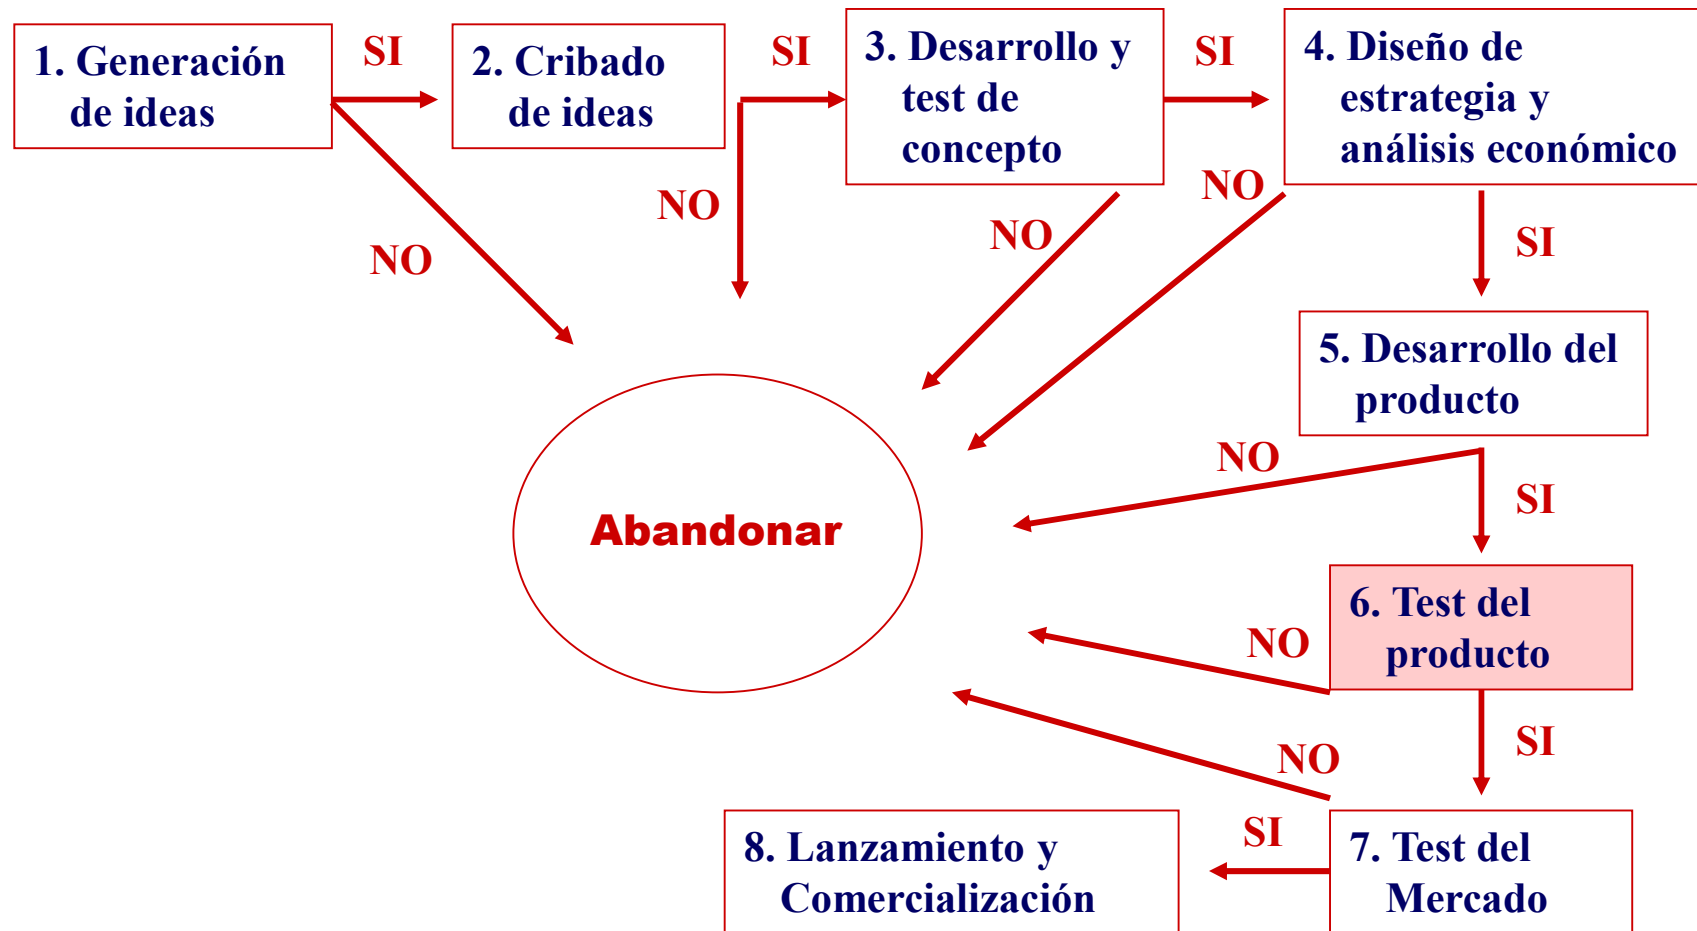 1. Generación
de ideas
SI
2. Cribado
de ideas
SI
3. Desarrollo y
test de
concepto
SI
4. Diseño de
estrategia y
análisis económico
NO
NO
NO
NO
SI
5. Desarrollo del
producto
NO
SI
Abandonar
6. Test del
producto
NO
SI
NO
7. Test del
Mercado
SI
8. Lanzamiento y
Comercialización